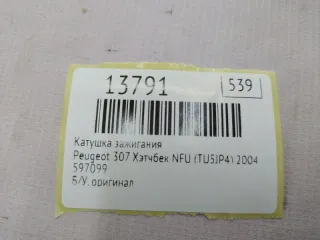 13791
539
Катушка зажигания
Peugeot 307 Хэтчбек NFU (TU5JP4) 2004
597099
Б/У, оригинал